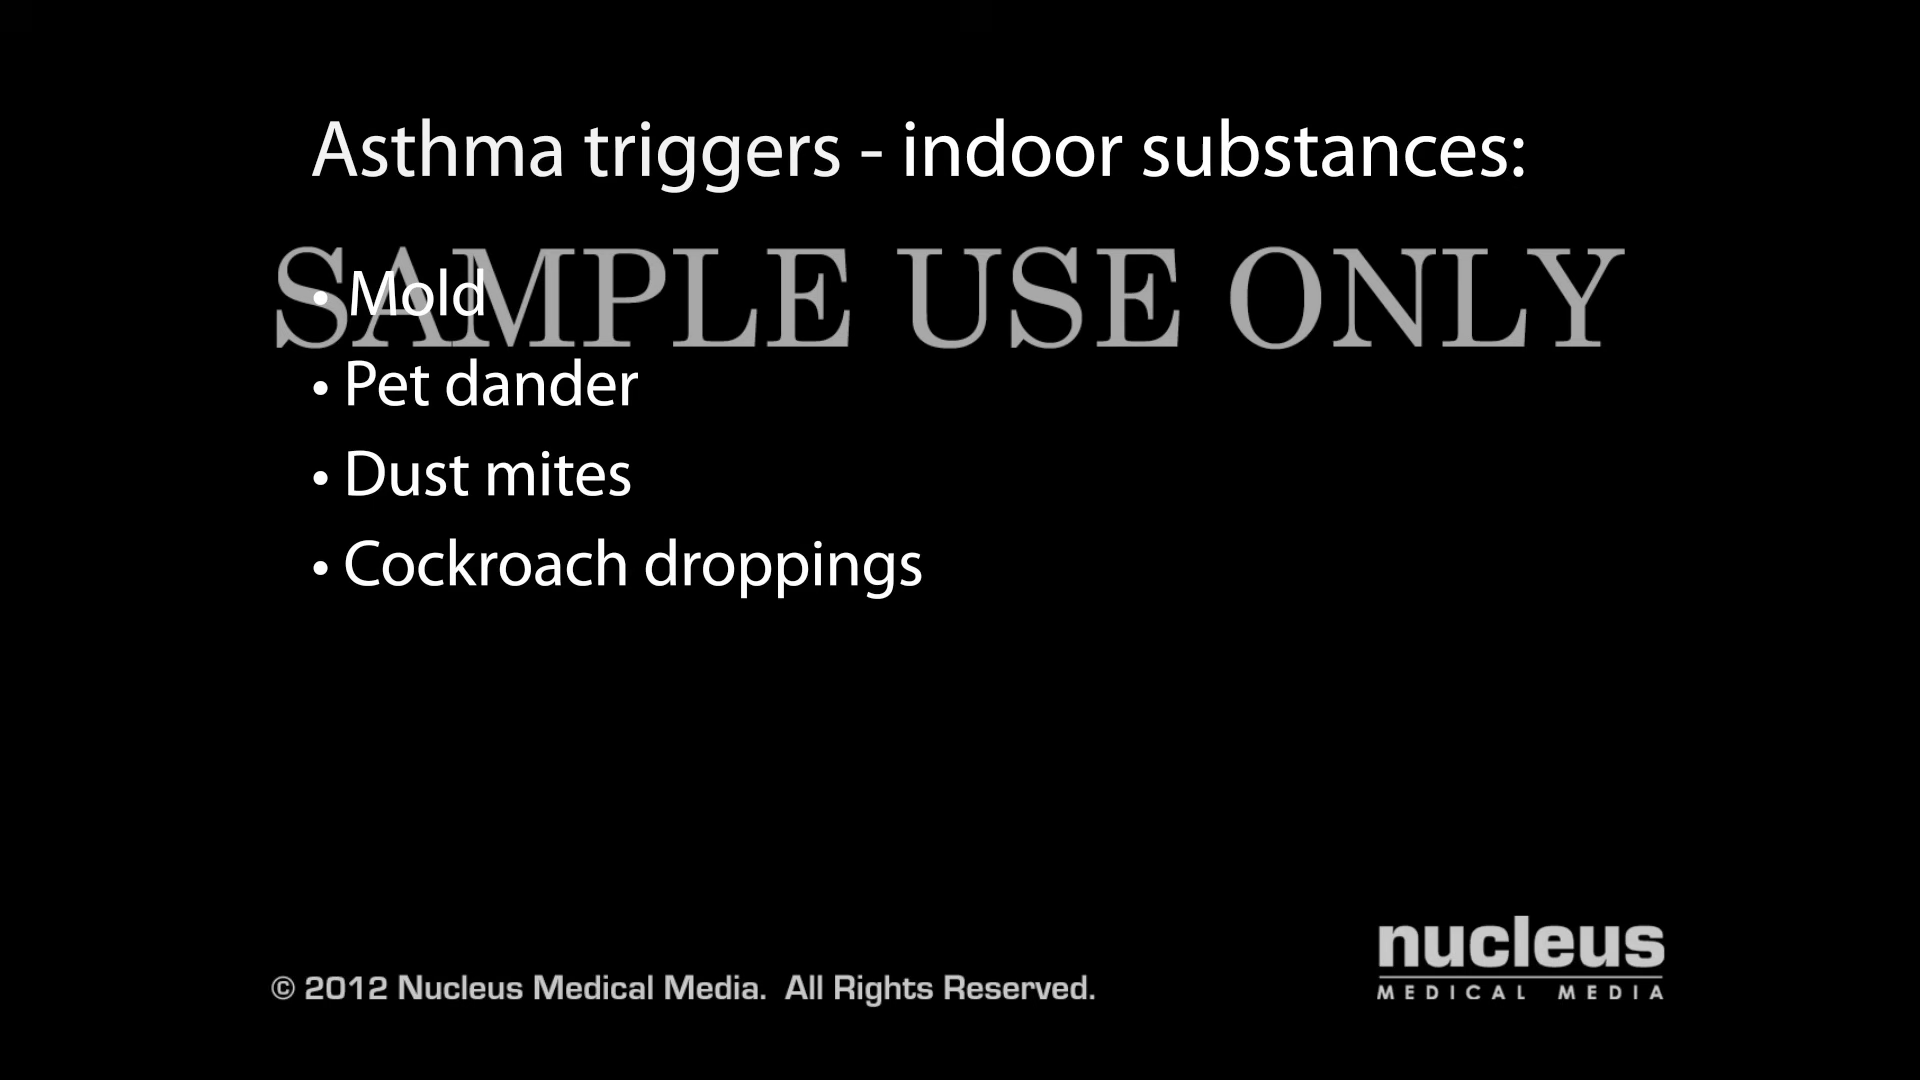 Asthma triggers - indoor substances:
SAMPLE USE ONLY
• Mold
• Pet dander
• Dust mites
• Cockroach droppings
nucleus
MEDICAL MEDIA
© 2012 Nucleus Medical Media. All Rights Reserved.